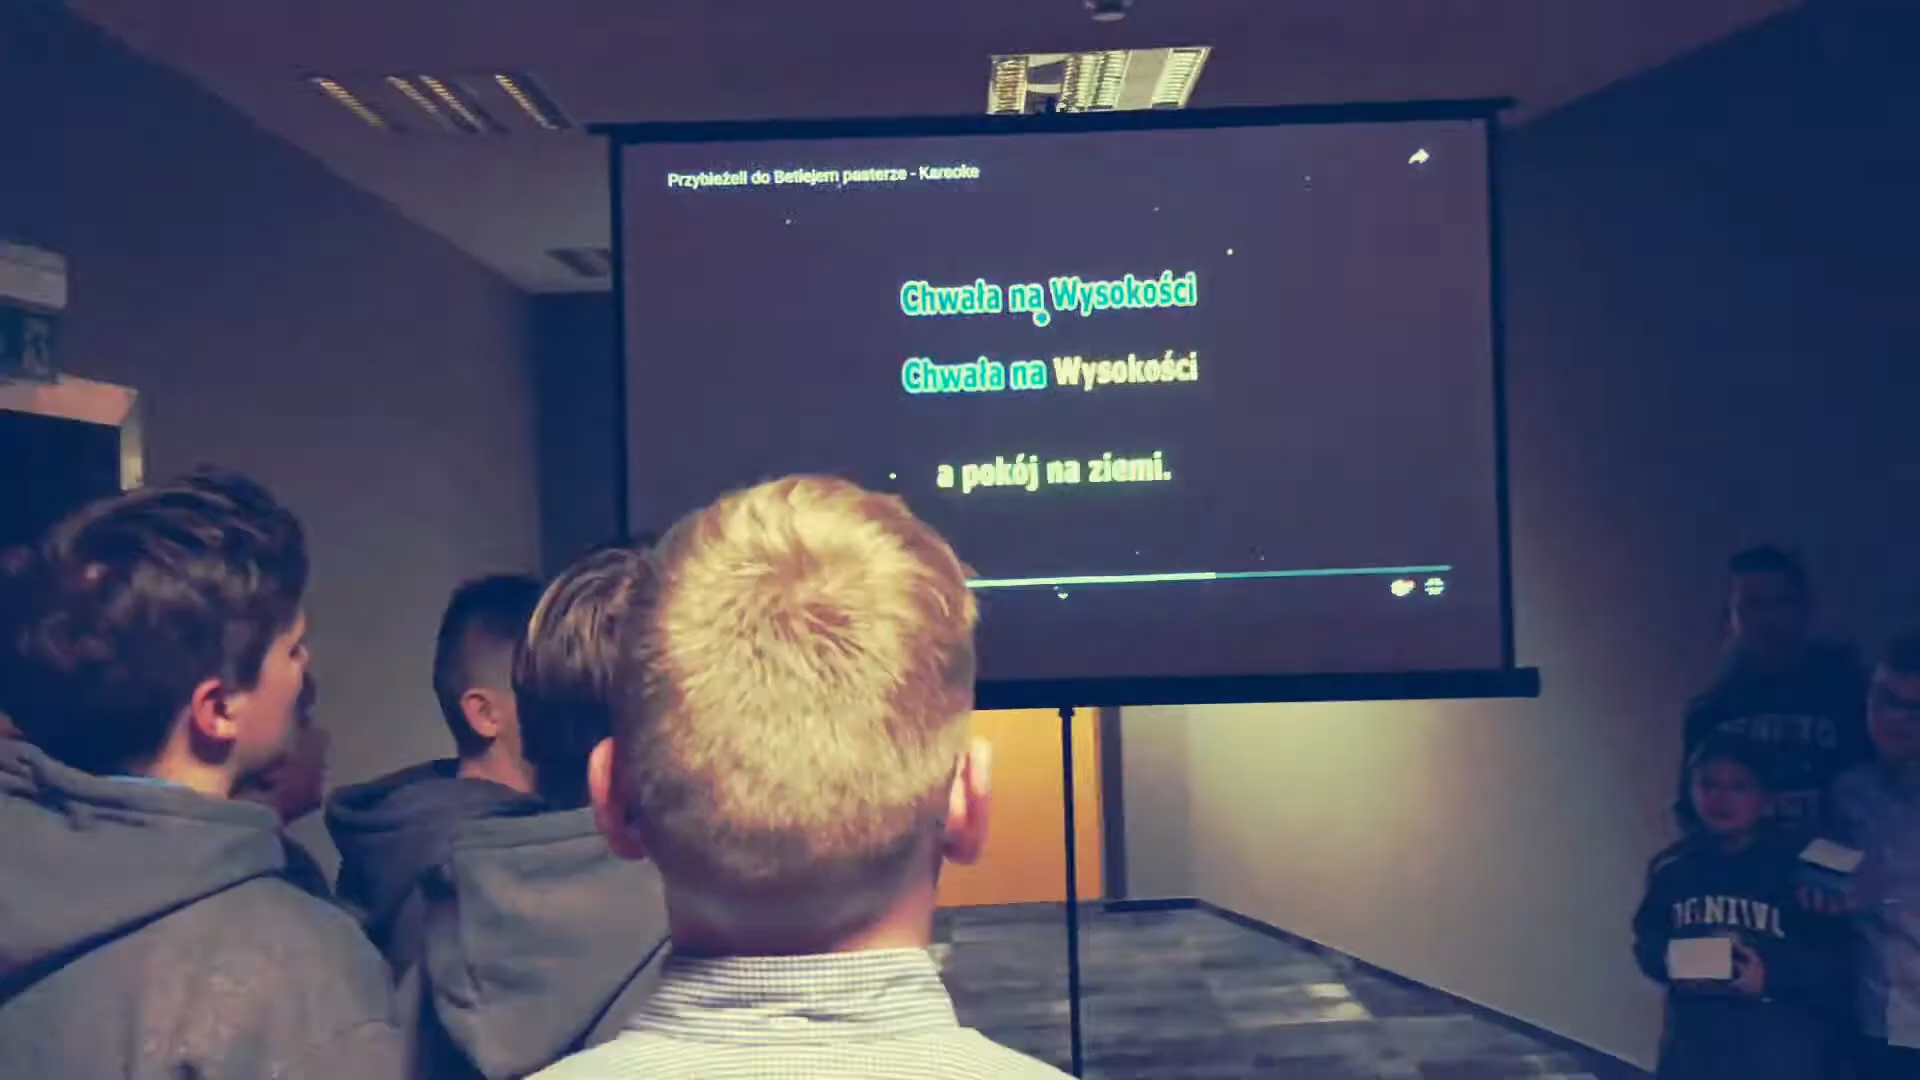 Przybieżeli do Betlejem pasterze - Karaoke
Chwała na Wysokości
Chwała na Wysokości
a pokój na ziemi.